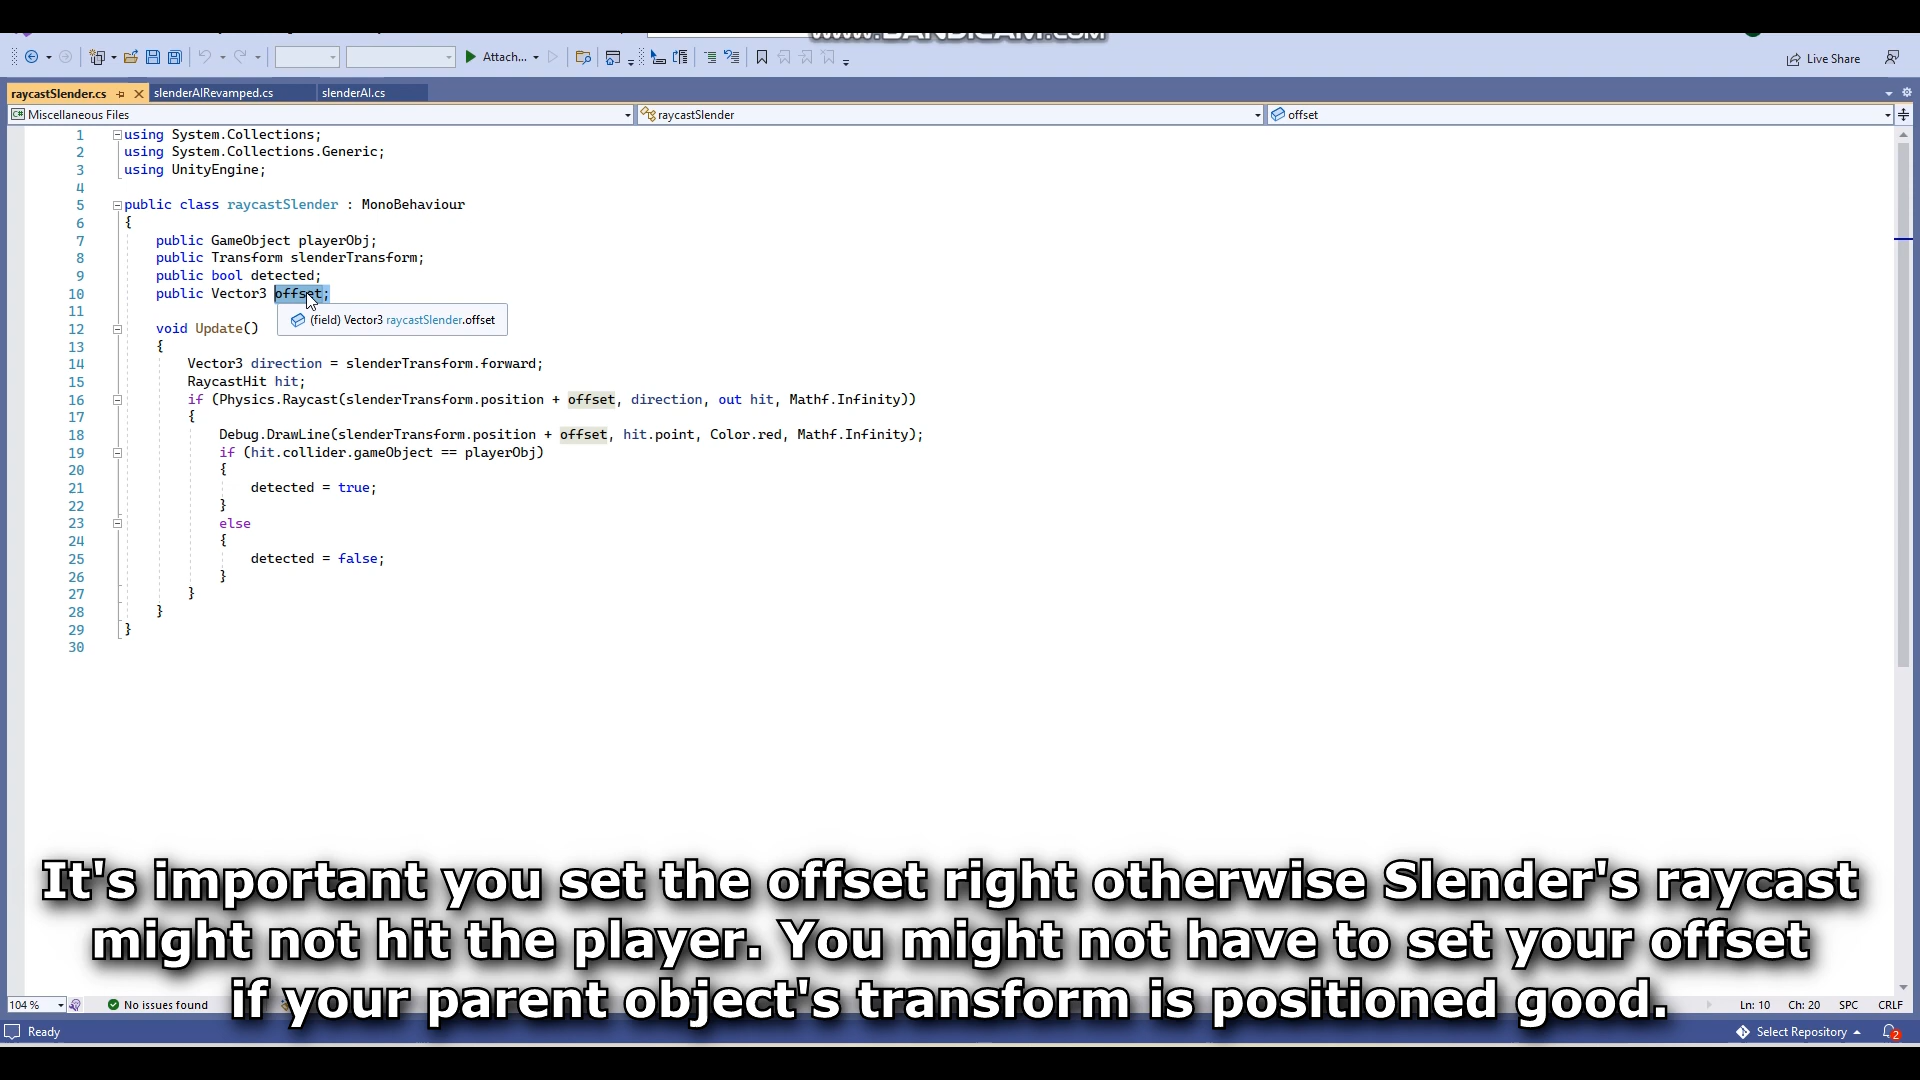 www.BANDICAM.com
Attach...
Live Share
raycastSlender.cs
slenderAIRevamped.cs
slenderAI.cs
C# Miscellaneous Files
raycastSlender
offset
1 using System.Collections;
2 using System.Collections.Generic;
3 using UnityEngine;
4
5 public class raycastSlender : MonoBehaviour
6 {
7 public GameObject playerObj;
8 public Transform slenderTransform;
9 public bool detected;
10 public Vector3 offset;
11
(field) Vector3 raycastSlender.offset
12 void Update()
13 {
14 Vector3 direction = slenderTransform.forward;
15 RaycastHit hit;
16 if (Physics.Raycast(slenderTransform.position + offset, direction, out hit, Mathf.Infinity))
17 {
18 Debug.DrawLine(slenderTransform.position + offset, hit.point, Color.red, Mathf.Infinity);
19 if (hit.collider.gameObject == playerObj)
20 {
21 detected = true;
22 }
23 else
24 {
25 detected = false;
26 }
27 }
28 }
29 }
30
It's important you set the offset right otherwise Slender's raycast
might not hit the player. You might not have to set your offset
if your parent object's transform is positioned good.
104 %
No issues found
Ln: 10 Ch: 20 SPC CRLF
Ready
Select Repository
2